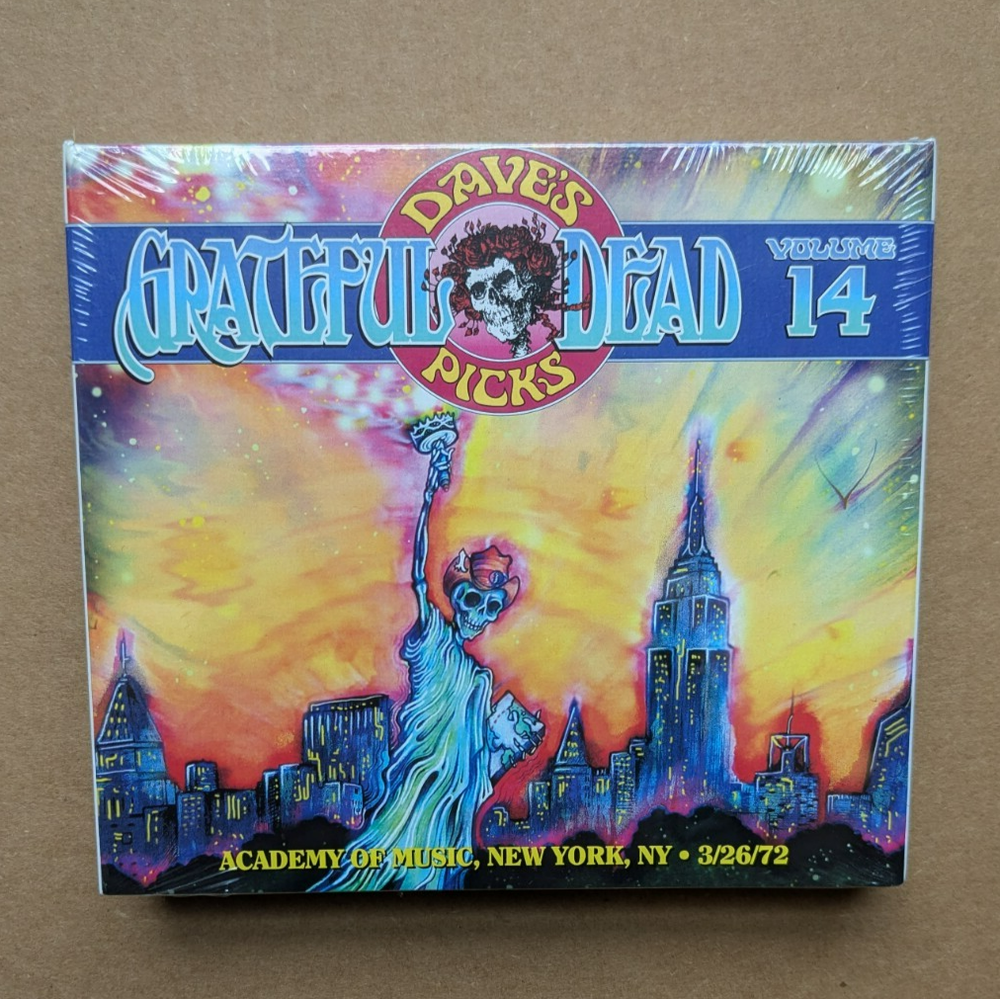 DAVE'S
GRATEFUL DEAD
VOLUME
14
PICKS
ACADEMY OF MUSIC, NEW YORK, NY • 3/26/72